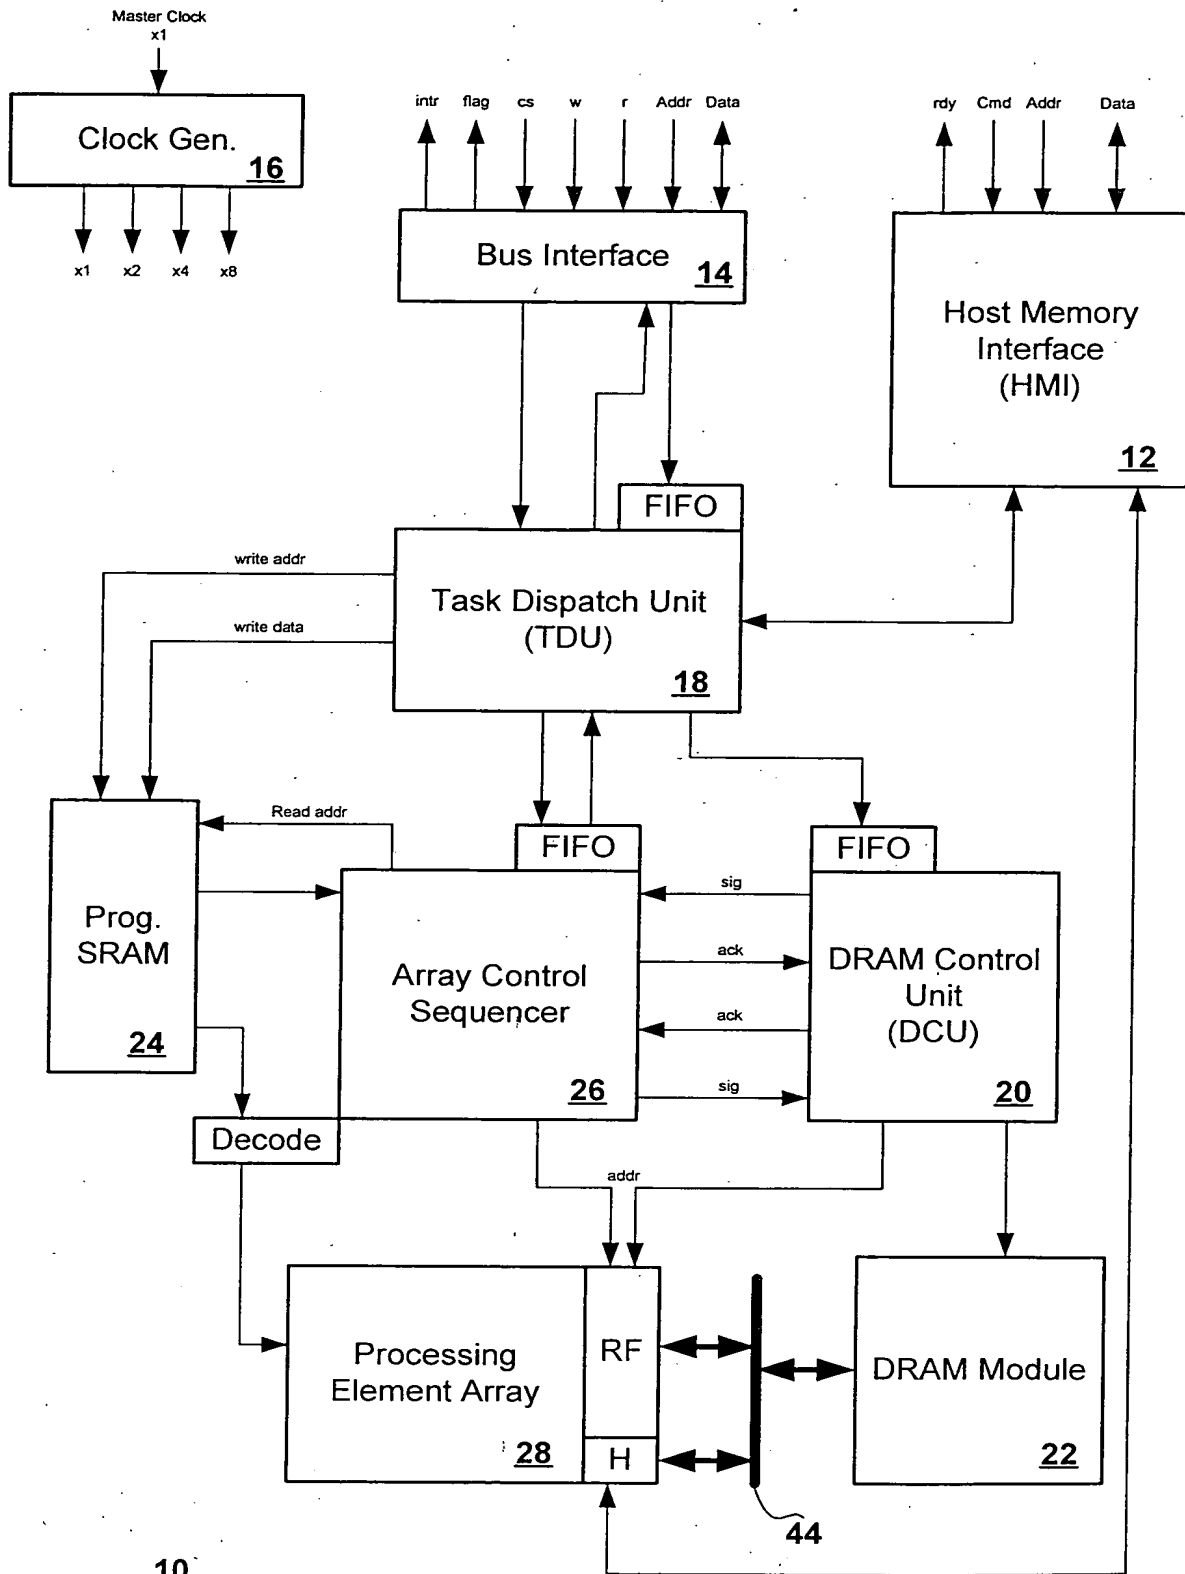 Master Clock
x1
Clock Gen.
16
x1 x2 x4 x8
intr flag cs w r Addr Data
Bus Interface
14
rdy Cmd Addr Data
Host Memory
Interface
(HMI)
12
FIFO
Task Dispatch Unit
(TDU)
18
write addr
write data
Prog.
SRAM
24
Read addr
FIFO
Array Control
Sequencer
26
sig
ack
ack
sig
FIFO
DRAM Control
Unit
(DCU)
20
Decode
addr
Processing
Element Array
28
RF
H
44
DRAM Module
22
10